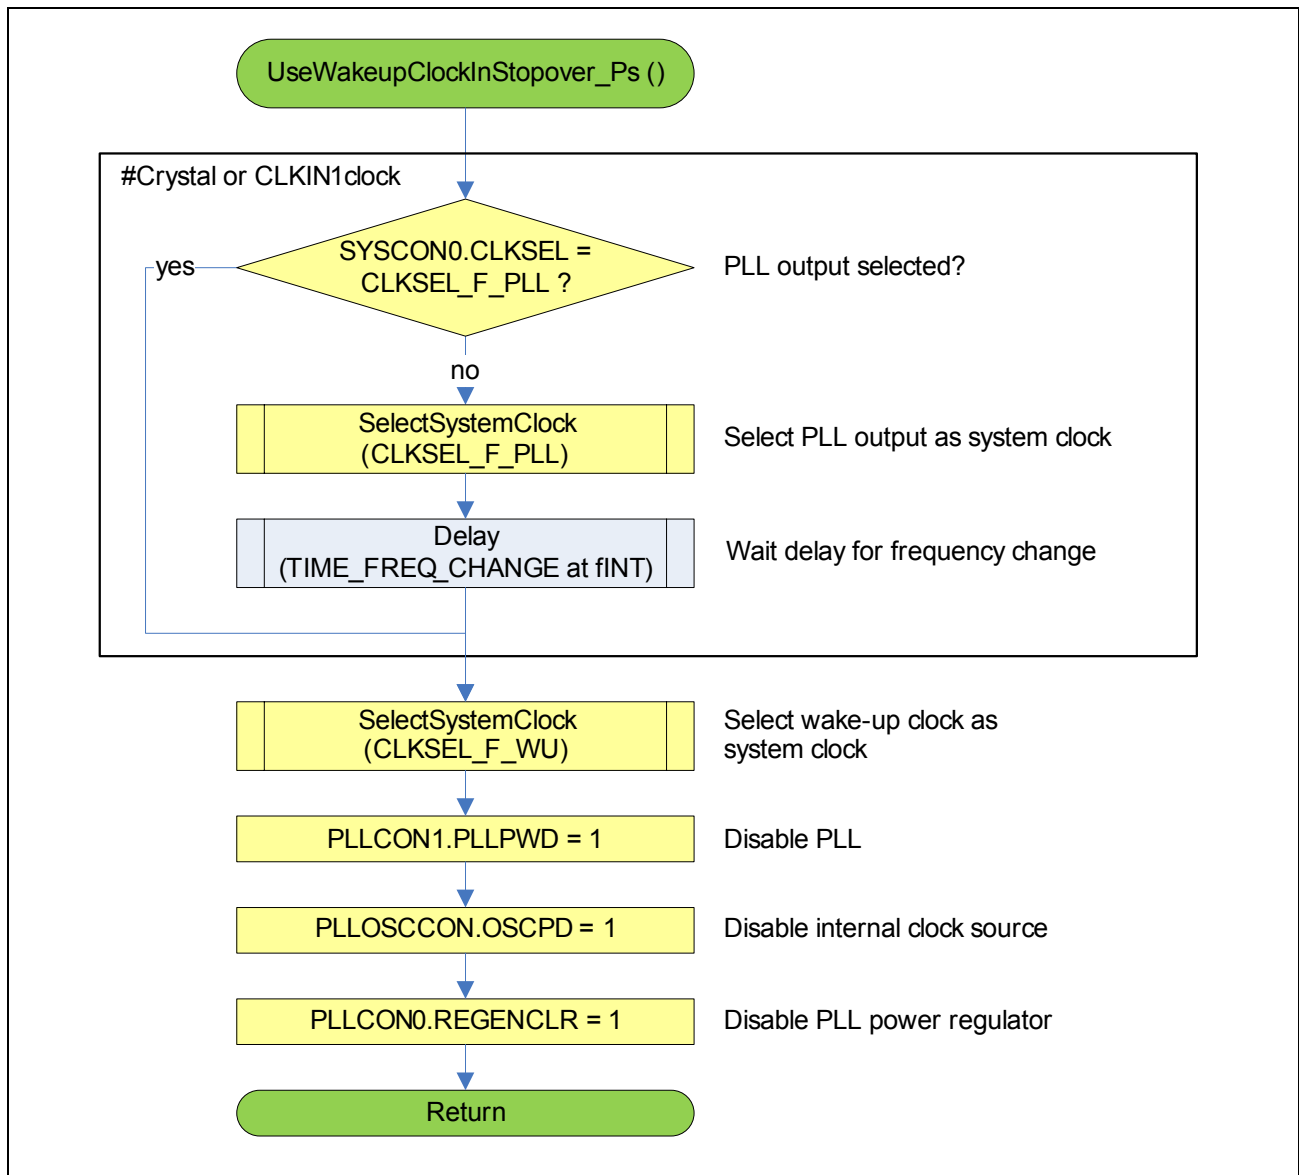 UseWakeupClockInStopover_Ps ()
#Crystal or CLKIN1clock
SYSCON0.CLKSEL =
CLKSEL_F_PLL ?
yes
PLL output selected?
no
SelectSystemClock
(CLKSEL_F_PLL)
Select PLL output as system clock
Delay
(TIME_FREQ_CHANGE at fINT)
Wait delay for frequency change
SelectSystemClock
(CLKSEL_F_WU)
Select wake-up clock as
system clock
PLLCON1.PLLPWD = 1
Disable PLL
PLLOSCCON.OSCPD = 1
Disable internal clock source
PLLCON0.REGENCLR = 1
Disable PLL power regulator
Return